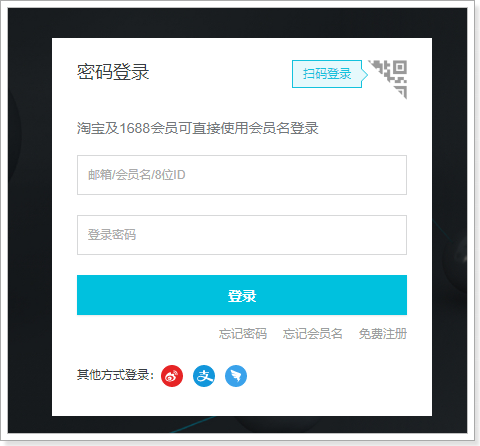 密码登录
扫码登录
淘宝及1688会员可直接使用会员名登录
邮箱/会员名/8位ID
登录密码
登录
忘记密码 忘记会员名 免费注册
其他方式登录：